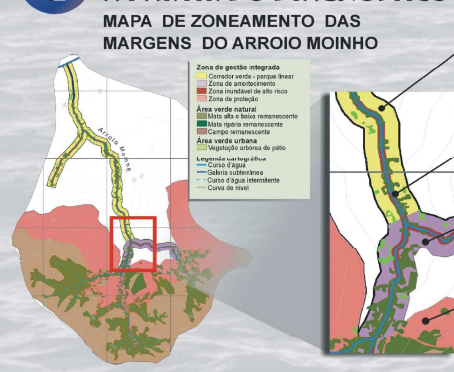 MAPA DE ZONEAMENTO DAS
MARGENS DO ARROIO MOINHO
Zona de gestão integrada
Corredor verde - parque linear
Zona de amortecimento
Zona inundável de alto risco
Zona de proteção
Área verde natural
Mata alta e baixa remanescente
Mata ripária remanescente
Campo remanescente
Área verde urbana
Vegetação arbórea de pátio
Legenda cartográfica
Curso d'água
Galeria subterrânea
Curso d'água intermitente
Curva de nível
Arroio Moinho